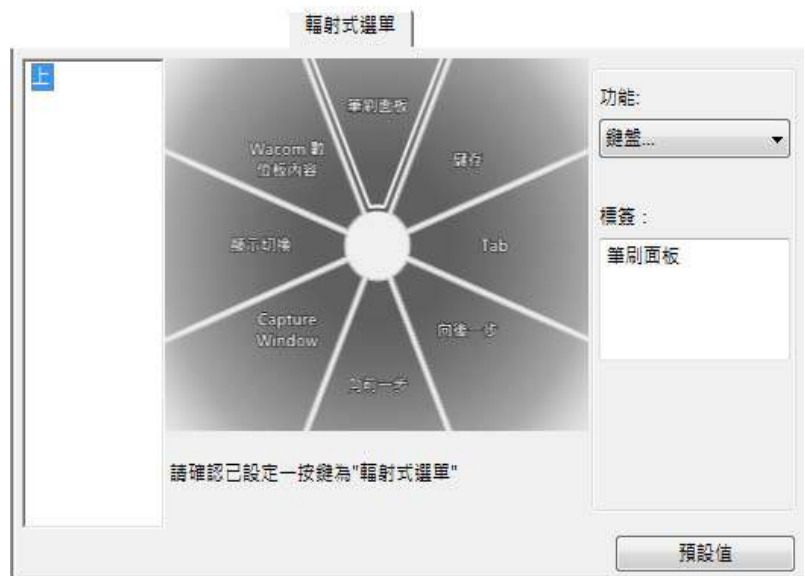 輻射式選單
上
筆刷面板
Wacom 數
位板內容
儲存
顯示切換
Tab
Capture
Window
向後一步
向前一步
請確認已設定一按鍵為"輻射式選單"
功能:
鍵盤...
標簽：
筆刷面板
預設值